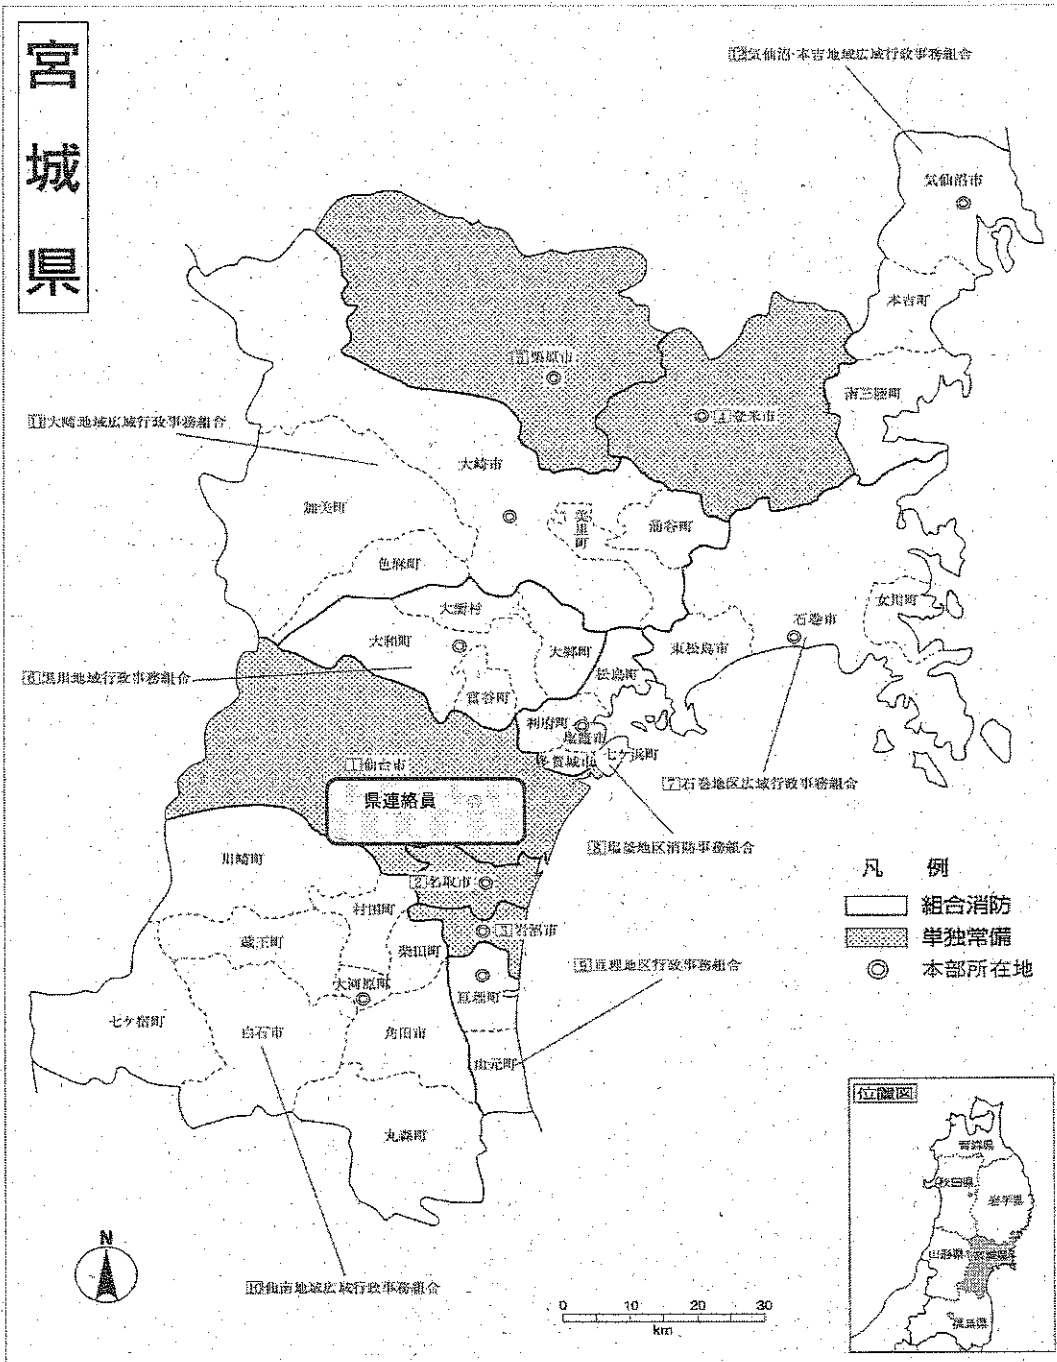 宮城県
12気仙沼・本吉地域広域行政事務組合
気仙沼市
本吉町
南三陸町
栗原市
4登米市
11大崎地域広域行政事務組合
大崎市
加美町
美里町
涌谷町
色麻町
女川町
大衡村
石巻市
大和町
大郷町
東松島市
松島町
黒川地域行政事務組合
富谷町
利府町
塩竈市
七ヶ浜町
多賀城市
1仙台市
7石巻地区広域行政事務組合
県連絡員
塩釜地区消防事務組合
川崎町
2名取市
村田町
岩沼市
蔵王町
柴田町
亘理地区行政事務組合
大河原町
亘理町
七ケ宿町
白石市
角田市
山元町
丸森町
10仙南地域広域行政事務組合
凡 例
組合消防
単独常備
本部所在地
位置図
青森県
秋田県
岩手県
山形県
宮城県
福島県
N
0 10 20 30
km